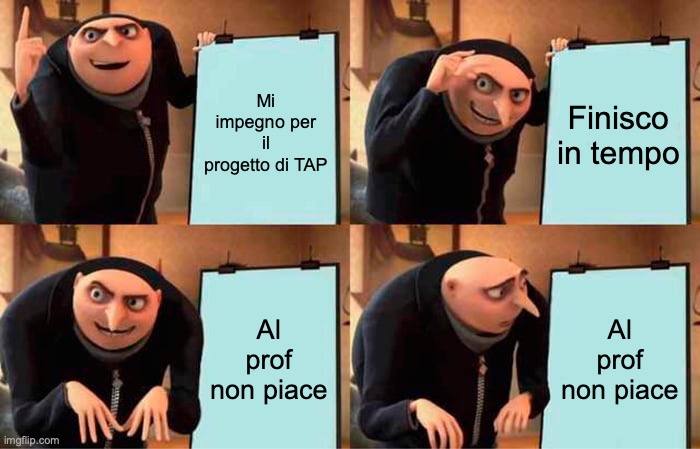 Mi
impegno per
il
progetto di TAP
Finisco
in tempo
Al
prof
non piace
Al
prof
non piace
imgflip.com